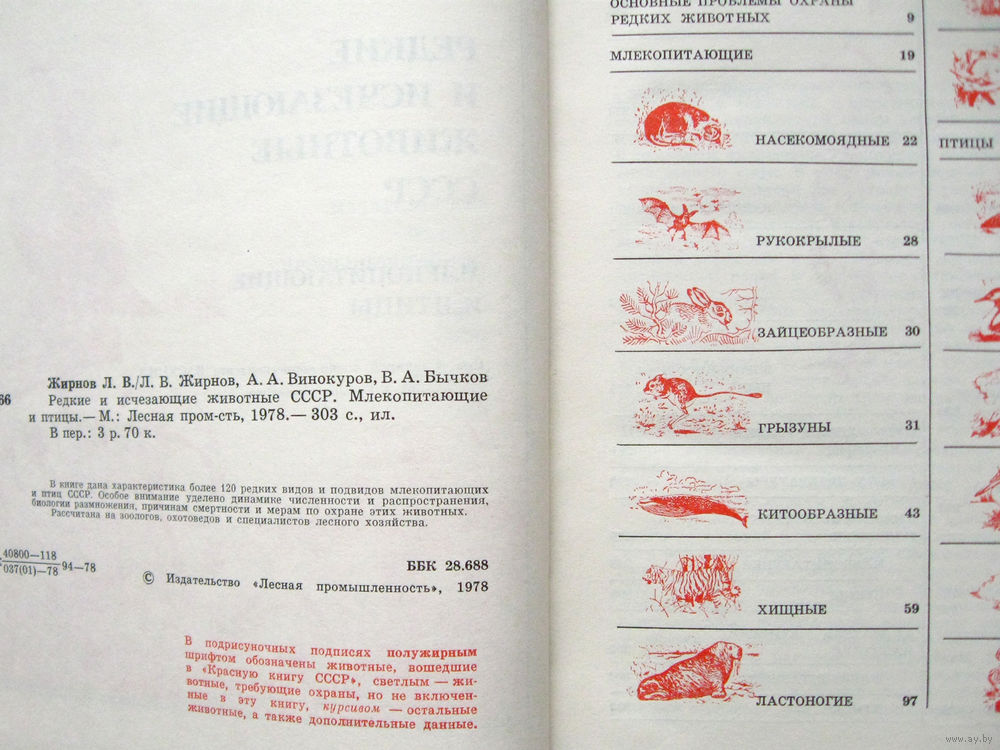 Жирнов Л. В./Л. В. Жирнов, А. А. Винокуров, В. А. Бычков
66
Редкие и исчезающие животные СССР. Млекопитающие
и птицы.— М.: Лесная пром-сть, 1978.— 303 с., ил.
В пер.: 3 р. 70 к.
В книге дана характеристика более 120 редких видов и подвидов млекопитающих
и птиц СССР. Особое внимание уделено динамике численности и распространения,
биологии размножения, причинам смертности и мерам по охране этих животных.
Рассчитана на зоологов, охотоведов и специалистов лесного хозяйства.
40800—118
037(01)—78
94—78
ББК 28.688
© Издательство «Лесная промышленность», 1978
В подрисуночных подписях полужирным
шрифтом обозначены животные, вошедшие
в «Красную книгу СССР», светлым — жи-
вотные, требующие охраны, но не включен-
ные в эту книгу, курсивом — остальные
животные, а также дополнительные данные.
ОСНОВНЫЕ ПРОБЛЕМЫ ОХРАНЫ
РЕДКИХ ЖИВОТНЫХ 9
МЛЕКОПИТАЮЩИЕ 19
НАСЕКОМОЯДНЫЕ 22
РУКОКРЫЛЫЕ 28
ЗАЙЦЕОБРАЗНЫЕ 30
ГРЫЗУНЫ 31
КИТООБРАЗНЫЕ 43
ХИЩНЫЕ 59
ЛАСТОНОГИЕ 97
ПТИЦЫ
www.ay.by